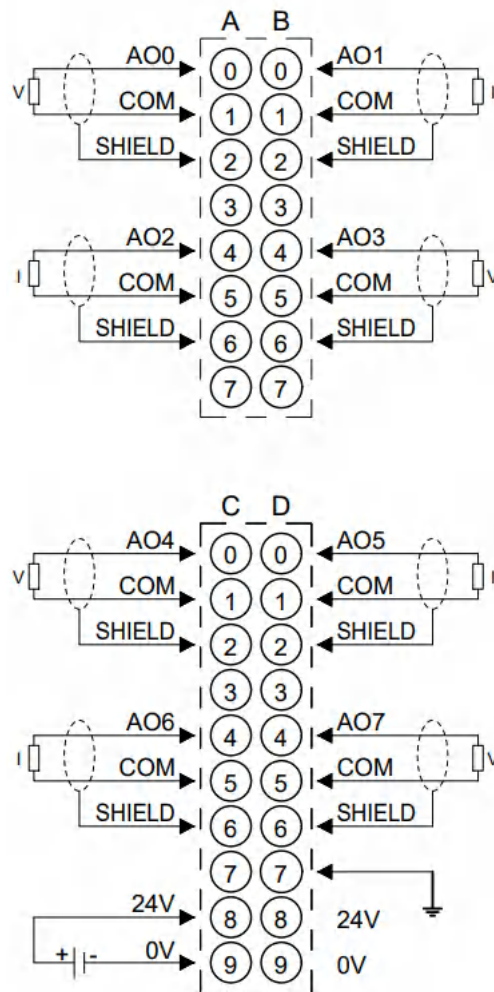 A B
AO0 0 0 AO1
V COM 1 1 COM I
SHIELD 2 2 SHIELD
3 3
AO2 4 4 AO3
I COM 5 5 COM V
SHIELD 6 6 SHIELD
7 7
C D
AO4 0 0 AO5
V COM 1 1 COM I
SHIELD 2 2 SHIELD
3 3
AO6 4 4 AO7
I COM 5 5 COM V
SHIELD 6 6 SHIELD
7 7
24V 8 8 24V
+ - 0V 9 9 0V